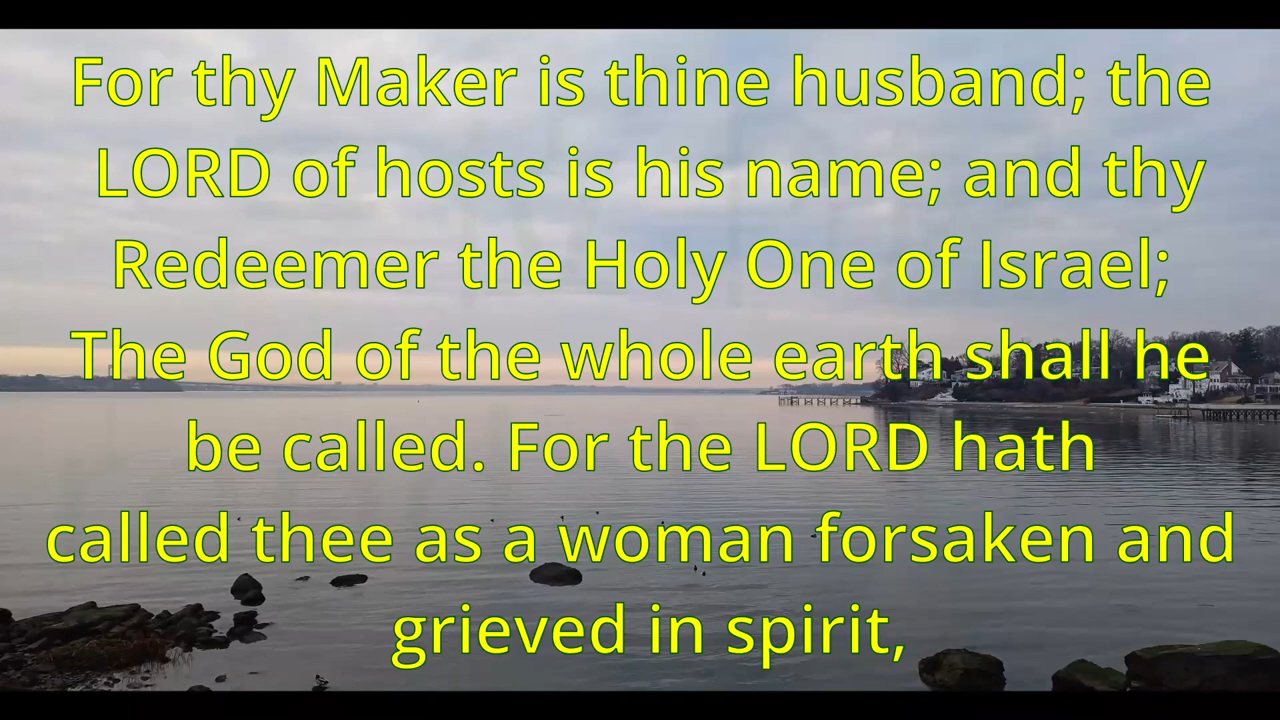 For thy Maker is thine husband; the
LORD of hosts is his name; and thy
Redeemer the Holy One of Israel;
The God of the whole earth shall he
be called. For the LORD hath
called thee as a woman forsaken and
grieved in spirit,